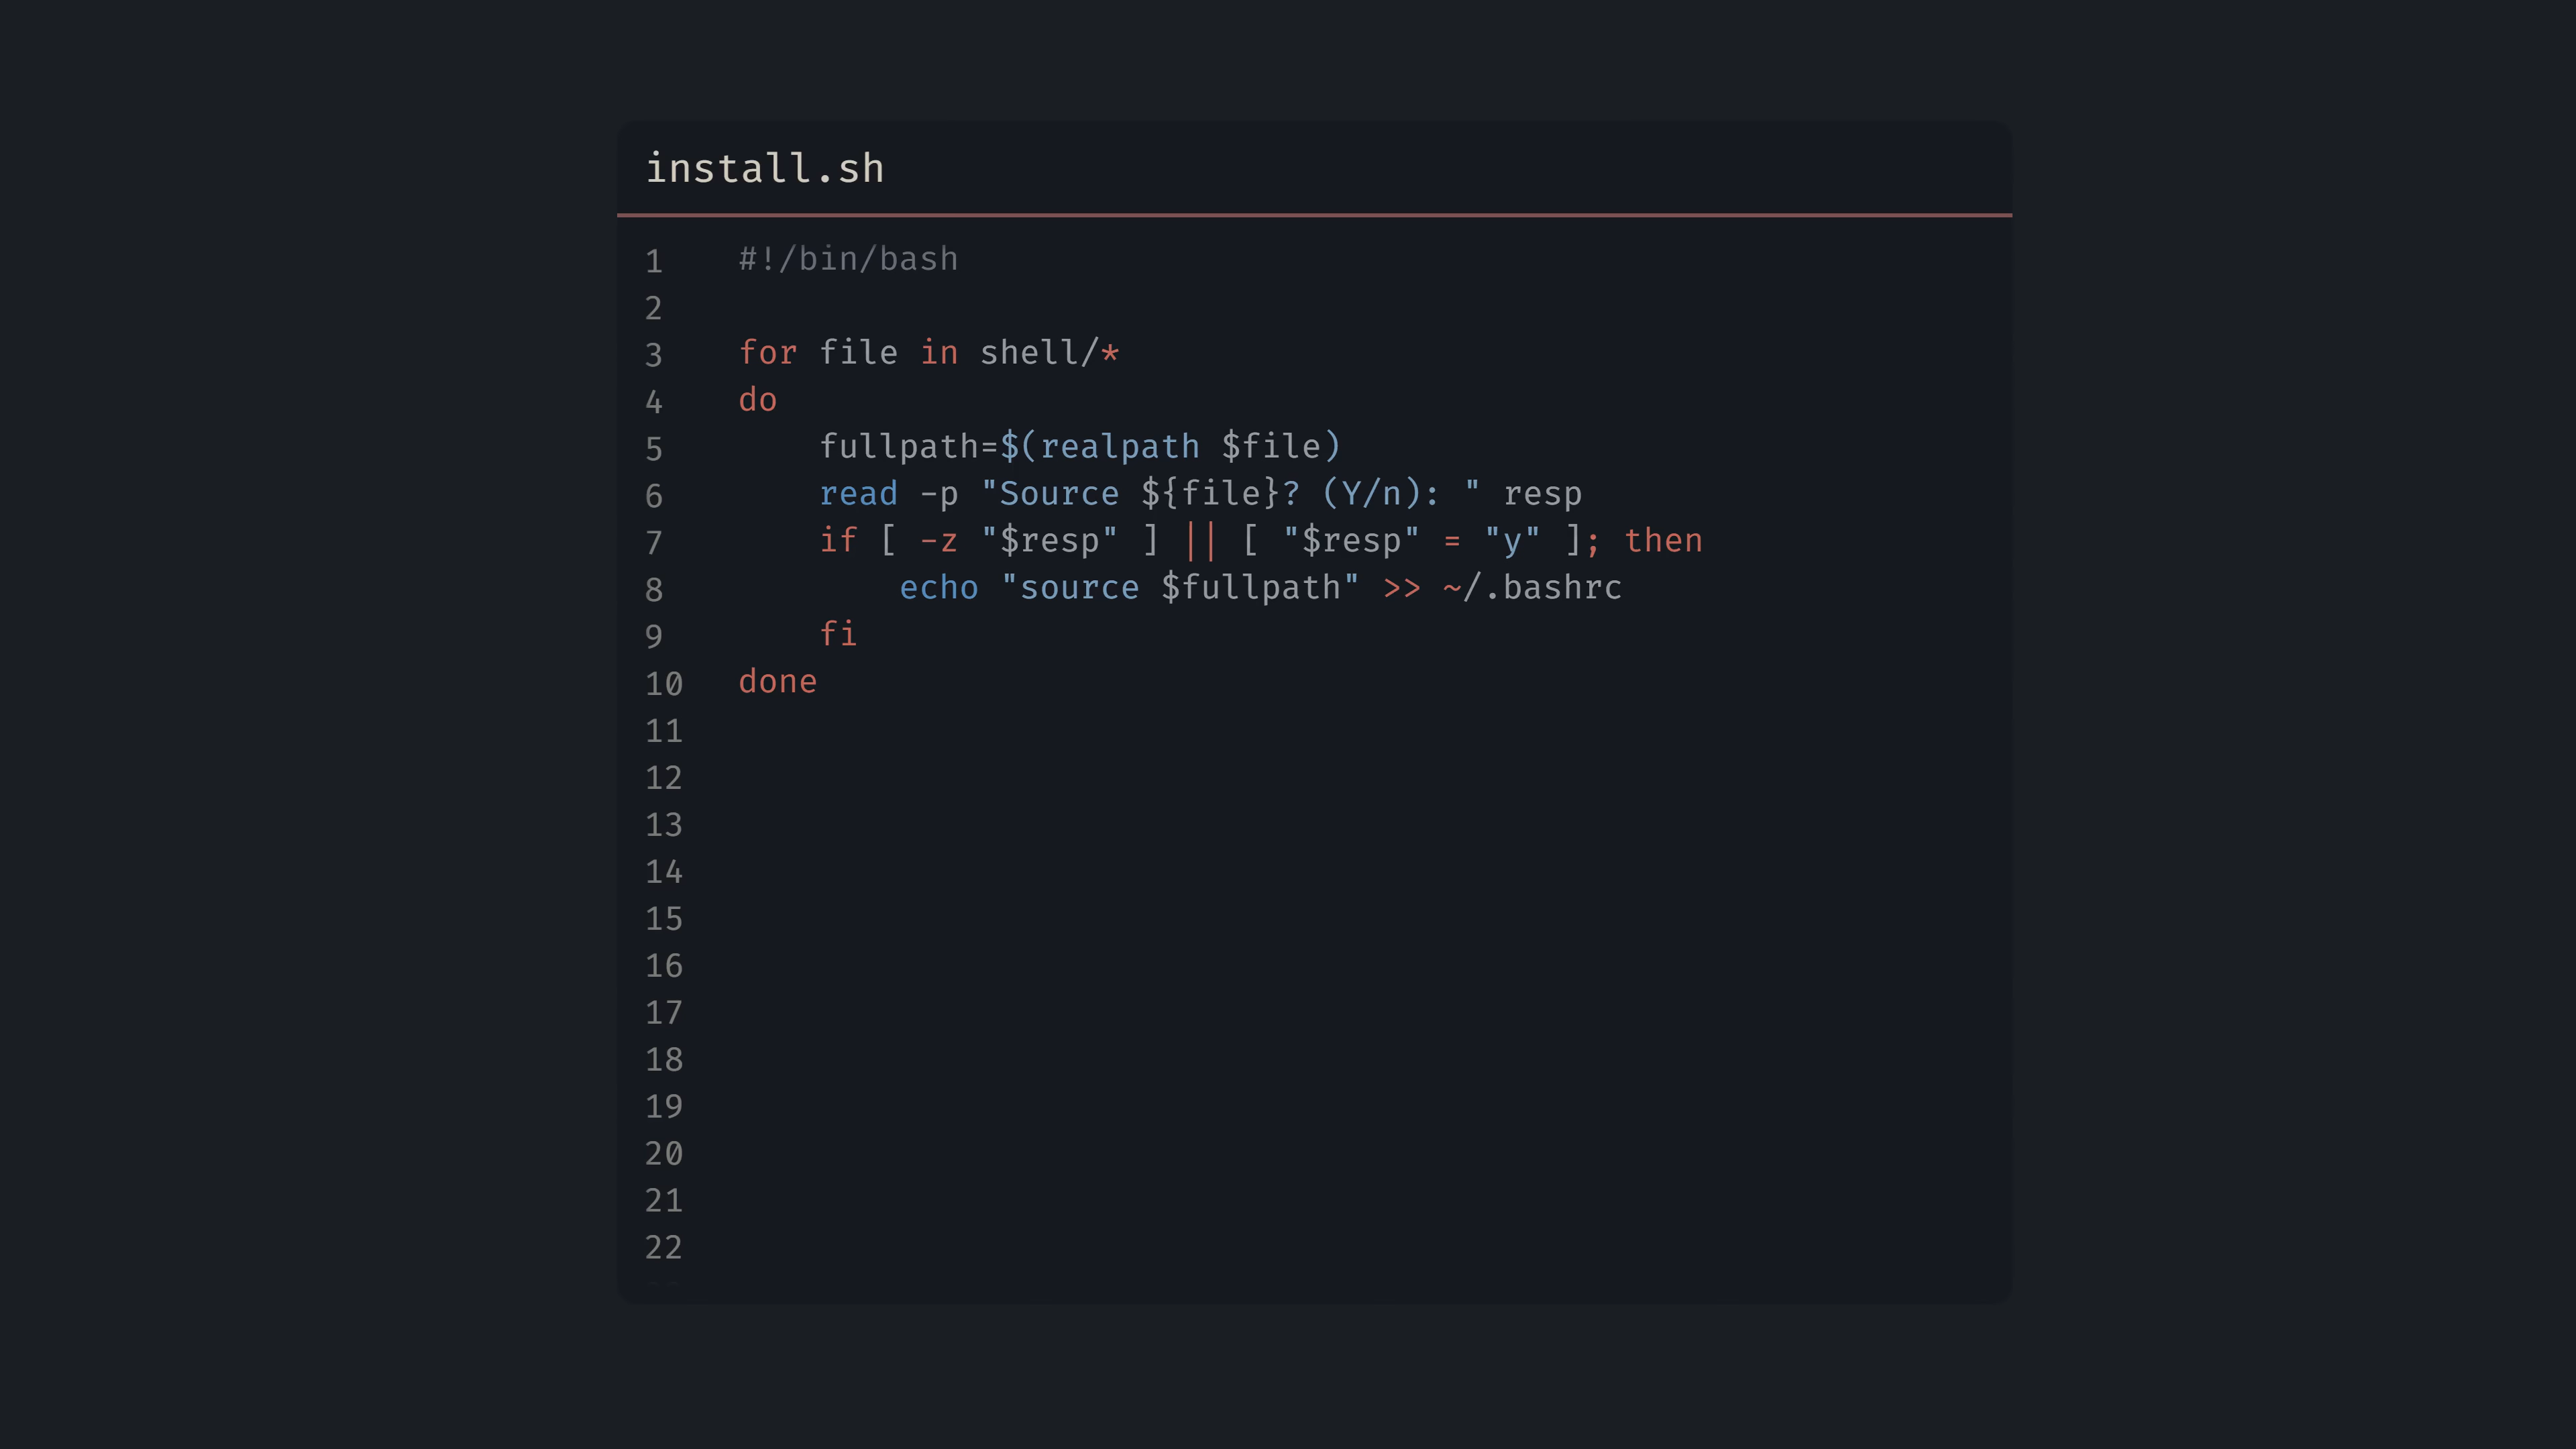 install.sh
1 #!/bin/bash
2
3 for file in shell/*
4 do
5     fullpath=$(realpath $file)
6     read -p "Source ${file}? (Y/n): " resp
7     if [ -z "$resp" ] || [ "$resp" = "y" ]; then
8         echo "source $fullpath" >> ~/.bashrc
9     fi
10 done
11
12
13
14
15
16
17
18
19
20
21
22